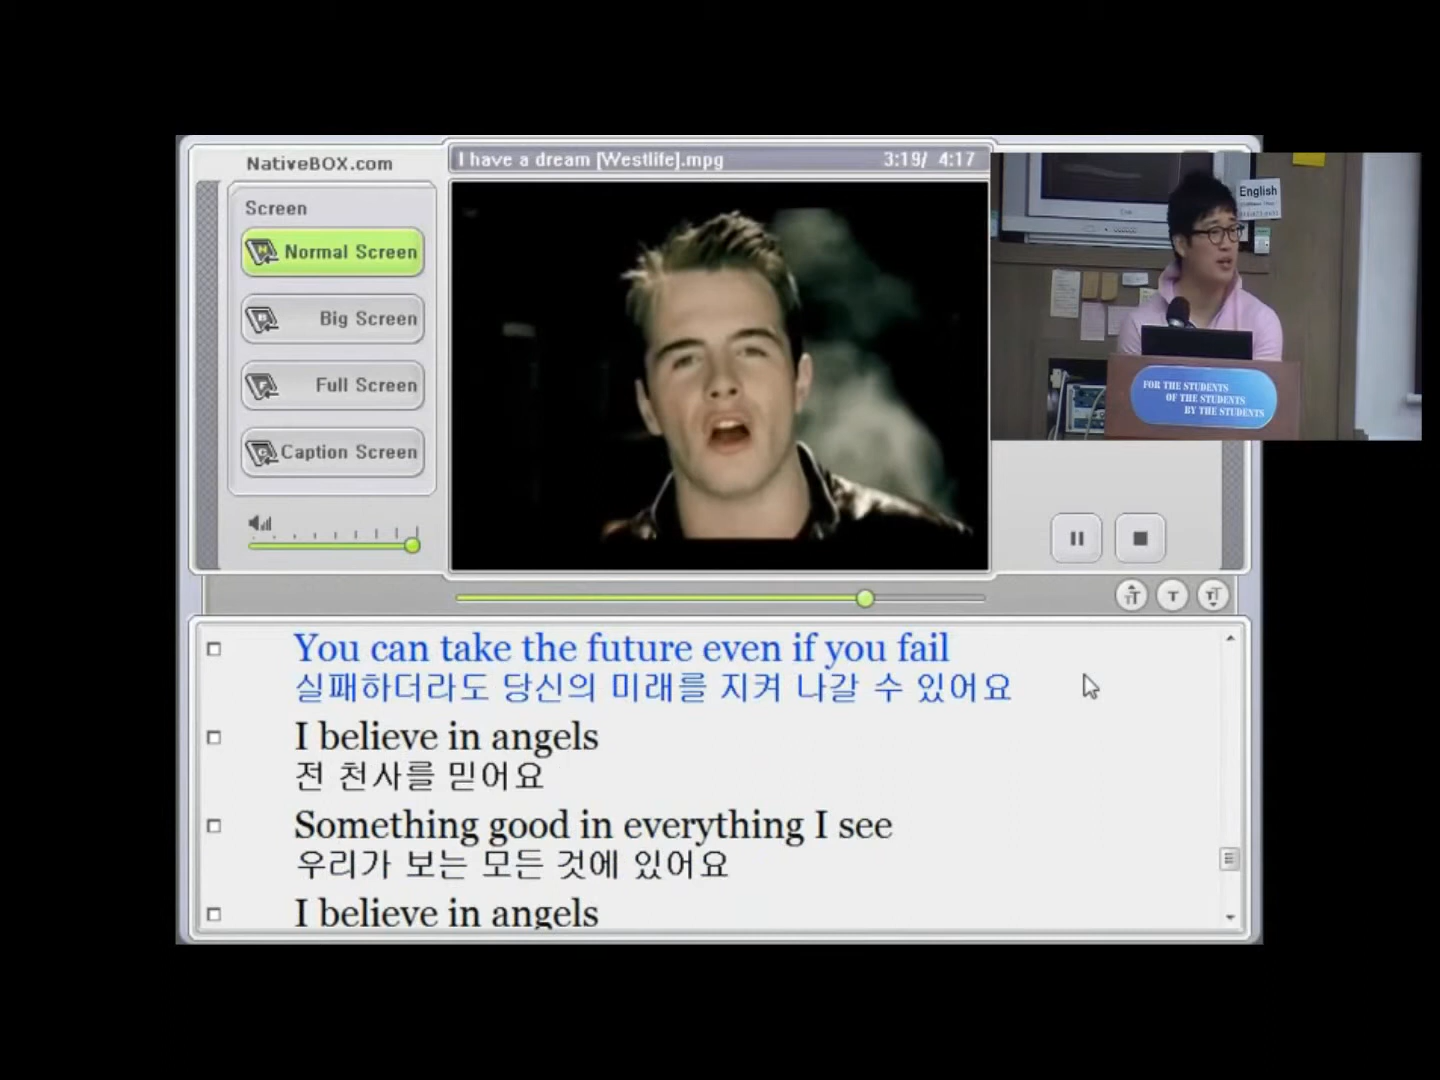 NativeBOX.com
I have a dream [Westlife].mpg
3:19/ 4:17
Screen
Normal Screen
Big Screen
Full Screen
Caption Screen
English
FOR THE STUDENTS
OF THE STUDENTS
BY THE STUDENTS
You can take the future even if you fail
실패하더라도 당신의 미래를 지켜 나갈 수 있어요
I believe in angels
전 천사를 믿어요
Something good in everything I see
우리가 보는 모든 것에 있어요
I believe in angels